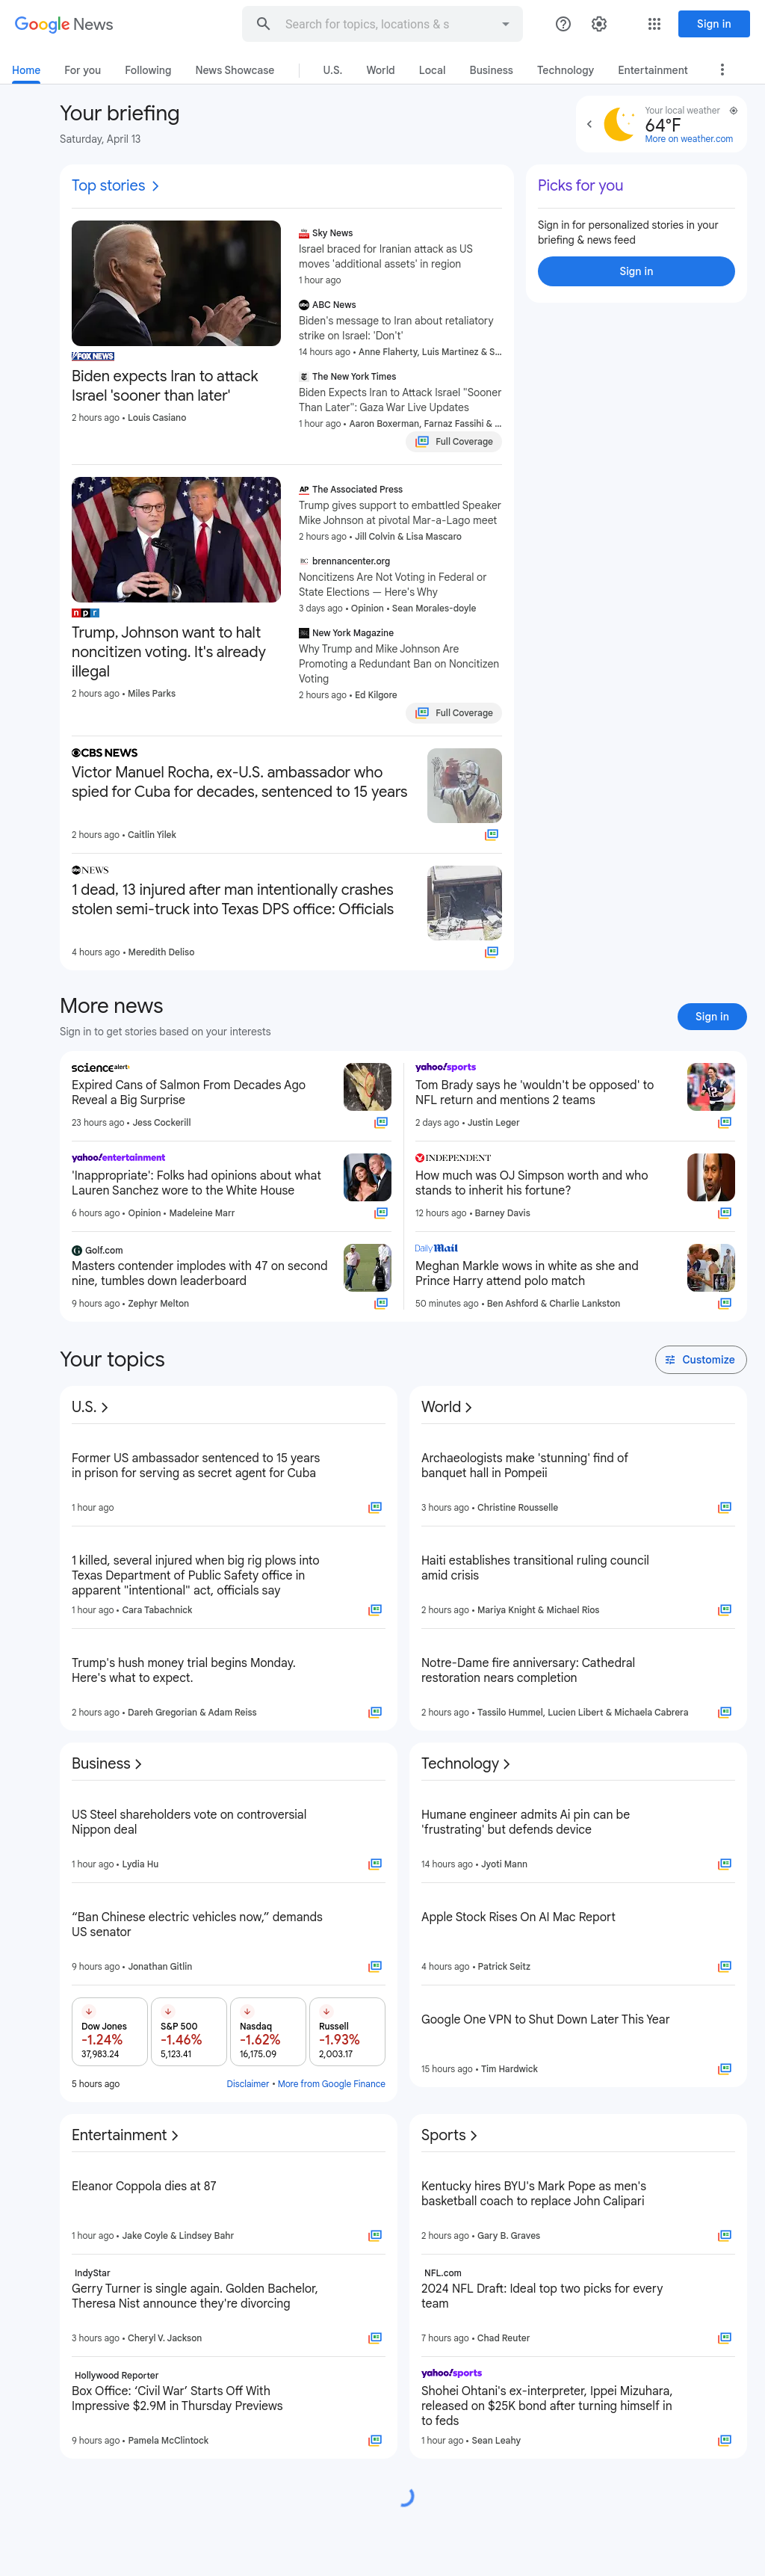 Google News
Search for topics, locations & s
Sign in
Home For you Following News Showcase U.S. World Local Business Technology Entertainment
Your briefing
Saturday, April 13
Your local weather
64°F
More on weather.com
Top stories
FOX NEWS
Biden expects Iran to attack
Israel 'sooner than later'
2 hours ago • Louis Casiano
Sky News
Israel braced for Iranian attack as US
moves 'additional assets' in region
1 hour ago
abc ABC News
Biden's message to Iran about retaliatory
strike on Israel: 'Don't'
14 hours ago • Anne Flaherty, Luis Martinez & S...
The New York Times
Biden Expects Iran to Attack Israel "Sooner
Than Later": Gaza War Live Updates
1 hour ago • Aaron Boxerman, Farnaz Fassihi & ...
Full Coverage
Picks for you
Sign in for personalized stories in your
briefing & news feed
Sign in
npr
Trump, Johnson want to halt
noncitizen voting. It's already
illegal
2 hours ago • Miles Parks
AP The Associated Press
Trump gives support to embattled Speaker
Mike Johnson at pivotal Mar-a-Lago meet
2 hours ago • Jill Colvin & Lisa Mascaro
brennancenter.org
Noncitizens Are Not Voting in Federal or
State Elections — Here's Why
3 days ago • Opinion • Sean Morales-doyle
New York Magazine
Why Trump and Mike Johnson Are
Promoting a Redundant Ban on Noncitizen
Voting
2 hours ago • Ed Kilgore
Full Coverage
CBS NEWS
Victor Manuel Rocha, ex-U.S. ambassador who
spied for Cuba for decades, sentenced to 15 years
2 hours ago • Caitlin Yilek
abc NEWS
1 dead, 13 injured after man intentionally crashes
stolen semi-truck into Texas DPS office: Officials
4 hours ago • Meredith Deliso
More news
Sign in to get stories based on your interests
Sign in
science alert
Expired Cans of Salmon From Decades Ago
Reveal a Big Surprise
23 hours ago • Jess Cockerill
yahoo!entertainment
'Inappropriate': Folks had opinions about what
Lauren Sanchez wore to the White House
6 hours ago • Opinion • Madeleine Marr
Golf.com
Masters contender implodes with 47 on second
nine, tumbles down leaderboard
9 hours ago • Zephyr Melton
yahoo!sports
Tom Brady says he 'wouldn't be opposed' to
NFL return and mentions 2 teams
2 days ago • Justin Leger
INDEPENDENT
How much was OJ Simpson worth and who
stands to inherit his fortune?
12 hours ago • Barney Davis
Daily Mail
Meghan Markle wows in white as she and
Prince Harry attend polo match
50 minutes ago • Ben Ashford & Charlie Lankston
Your topics
Customize
U.S.
Former US ambassador sentenced to 15 years
in prison for serving as secret agent for Cuba
1 hour ago
1 killed, several injured when big rig plows into
Texas Department of Public Safety office in
apparent "intentional" act, officials say
1 hour ago • Cara Tabachnick
Trump's hush money trial begins Monday.
Here's what to expect.
2 hours ago • Dareh Gregorian & Adam Reiss
World
Archaeologists make 'stunning' find of
banquet hall in Pompeii
3 hours ago • Christine Rousselle
Haiti establishes transitional ruling council
amid crisis
2 hours ago • Mariya Knight & Michael Rios
Notre-Dame fire anniversary: Cathedral
restoration nears completion
2 hours ago • Tassilo Hummel, Lucien Libert & Michaela Cabrera
Business
US Steel shareholders vote on controversial
Nippon deal
1 hour ago • Lydia Hu
“Ban Chinese electric vehicles now,” demands
US senator
9 hours ago • Jonathan Gitlin
Dow Jones
-1.24%
37,983.24
S&P 500
-1.46%
5,123.41
Nasdaq
-1.62%
16,175.09
Russell
-1.93%
2,003.17
5 hours ago
Disclaimer • More from Google Finance
Technology
Humane engineer admits Ai pin can be
'frustrating' but defends device
14 hours ago • Jyoti Mann
Apple Stock Rises On AI Mac Report
4 hours ago • Patrick Seitz
Google One VPN to Shut Down Later This Year
15 hours ago • Tim Hardwick
Entertainment
Eleanor Coppola dies at 87
1 hour ago • Jake Coyle & Lindsey Bahr
IndyStar
Gerry Turner is single again. Golden Bachelor,
Theresa Nist announce they're divorcing
3 hours ago • Cheryl V. Jackson
Hollywood Reporter
Box Office: ‘Civil War’ Starts Off With
Impressive $2.9M in Thursday Previews
9 hours ago • Pamela McClintock
Sports
Kentucky hires BYU's Mark Pope as men's
basketball coach to replace John Calipari
2 hours ago • Gary B. Graves
NFL.com
2024 NFL Draft: Ideal top two picks for every
team
7 hours ago • Chad Reuter
yahoo!sports
Shohei Ohtani's ex-interpreter, Ippei Mizuhara,
released on $25K bond after turning himself in
to feds
1 hour ago • Sean Leahy